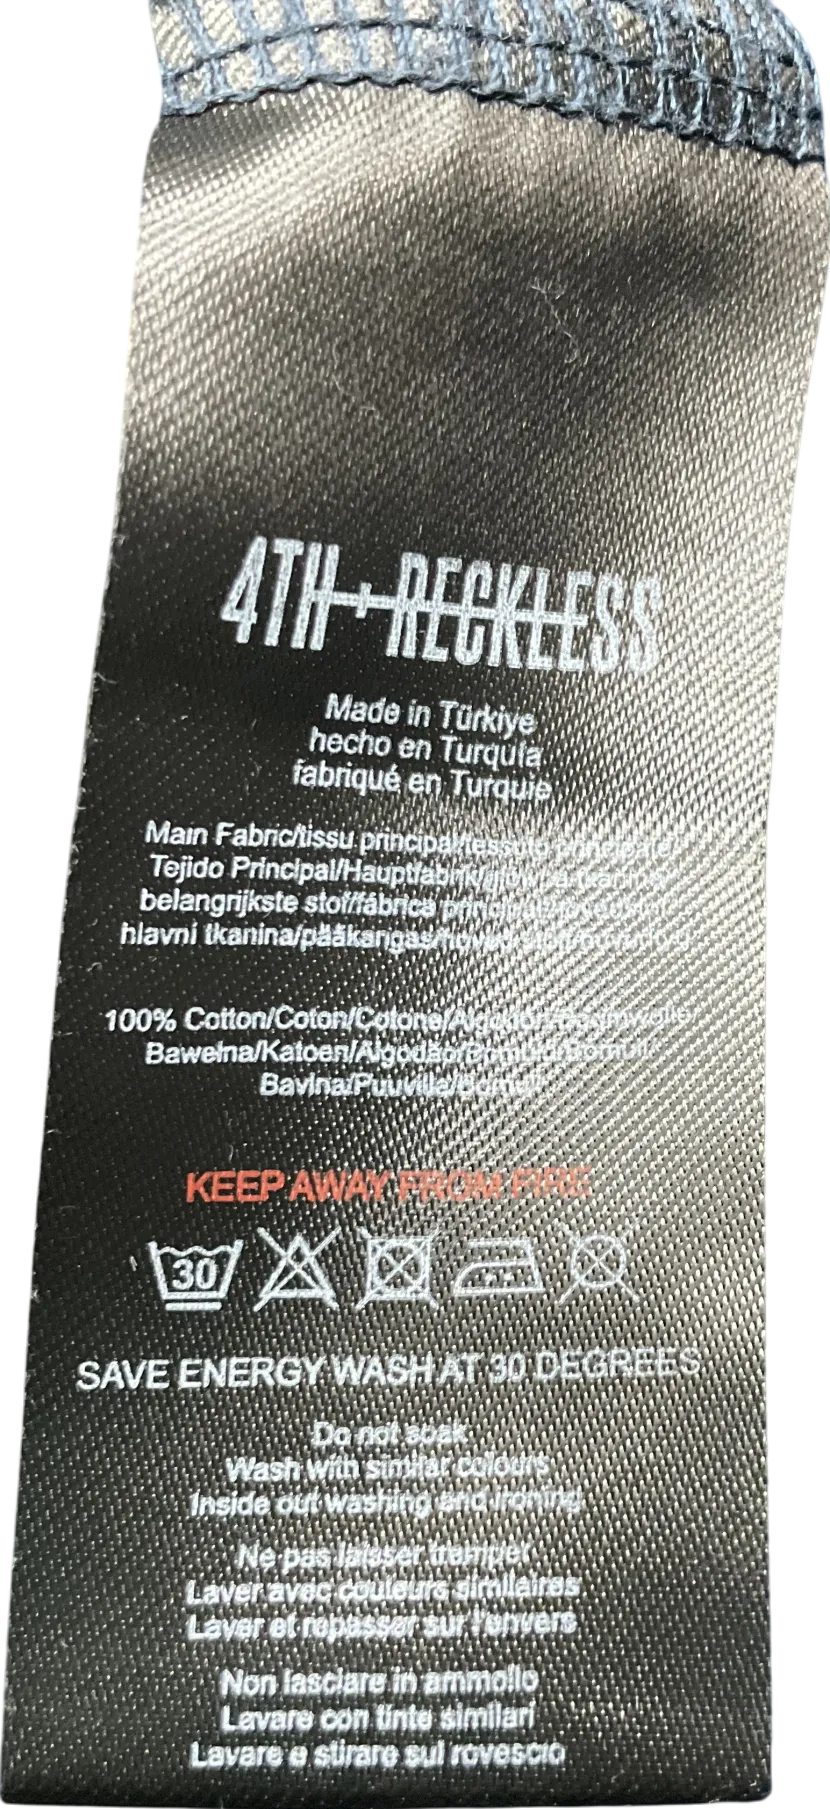 4TH + RECKLESS
Made in Türkiye
hecho en Turquía
fabriqué en Turquie
Main Fabric/tissu principal/tessuto
Tejido Principal/Hauptfabrik/
belangrijkste stof/fábrica
hlavni tkanina/pääkangas/
100% Cotton/Coton/Cotone/Algodón/Baumwolle/
Bawełna/Katoen/Algodão/
Bavlna/Puuvilla/Bomull
KEEP AWAY FROM FIRE
30
SAVE ENERGY WASH AT 30 DEGREES
Do not soak
Wash with similar colours
Inside out washing and ironing
Ne pas laisser tremper
Laver avec couleurs similaires
Laver et repasser sur l'envers
Non lasciare in ammollo
Lavare con tinte similari
Lavare e stirare sul rovescio